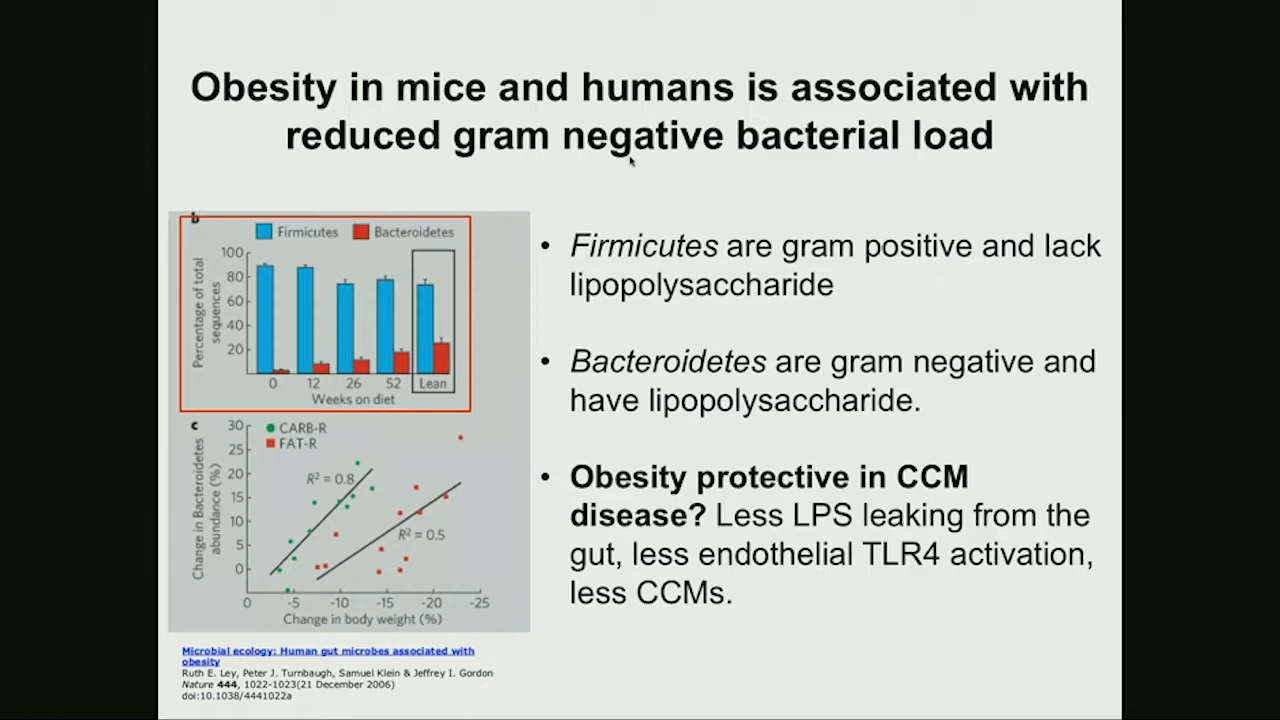 Obesity in mice and humans is associated with
reduced gram negative bacterial load
b
Firmicutes
Bacteroidetes
Percentage of total
sequences
100
80
60
40
20
0
12
26
52
Lean
Weeks on diet
c
CARB-R
FAT-R
Change in Bacteroidetes
abundance (%)
30
25
20
15
10
5
0
R² = 0.8
R² = 0.5
0
-5
-10
-15
-20
-25
Change in body weight (%)
Microbial ecology: Human gut microbes associated with
obesity
Ruth E. Ley, Peter J. Turnbaugh, Samuel Klein & Jeffrey I. Gordon
Nature 444, 1022-1023(21 December 2006)
doi:10.1038/4441022a
• Firmicutes are gram positive and lack
lipopolysaccharide
• Bacteroidetes are gram negative and
have lipopolysaccharide.
• Obesity protective in CCM
disease? Less LPS leaking from the
gut, less endothelial TLR4 activation,
less CCMs.